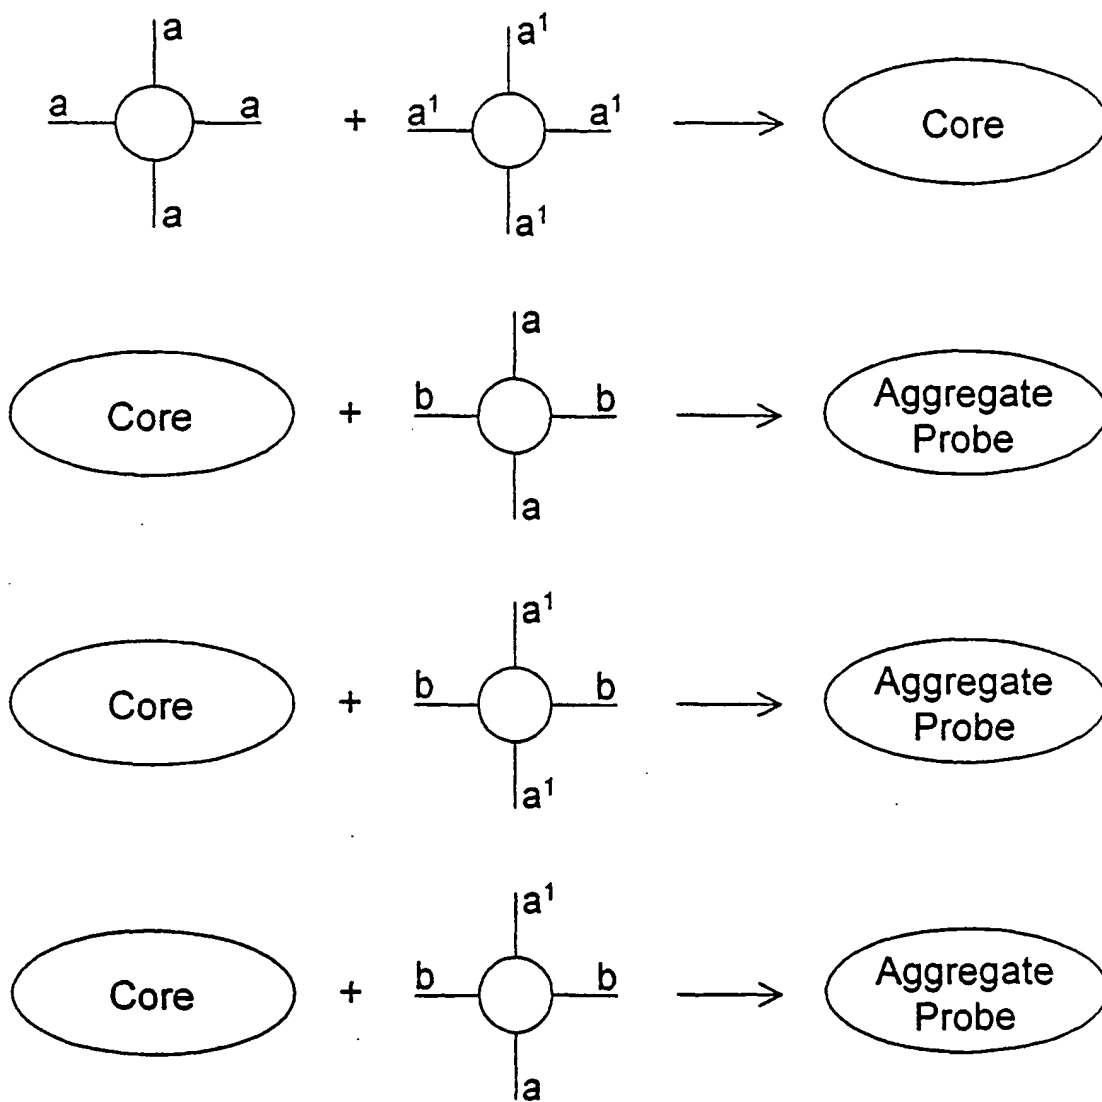 a a¹
a a + a¹ a¹ → Core
a a¹
a
Core + b b → Aggregate
Probe
a
a¹
Core + b b → Aggregate
Probe
a¹
a¹
Core + b b → Aggregate
Probe
a